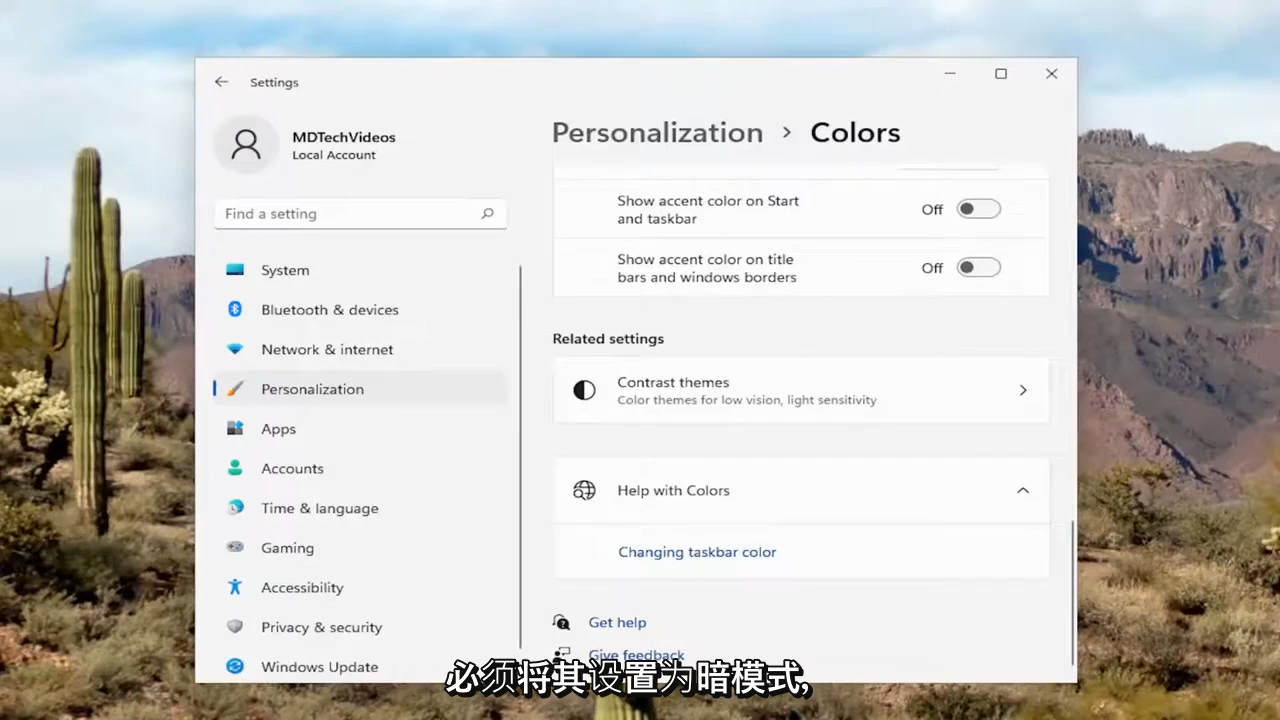 Settings
MDTechVideos
Local Account
Find a setting
System
Bluetooth & devices
Network & internet
Personalization
Apps
Accounts
Time & language
Gaming
Accessibility
Privacy & security
Windows Update
Personalization › Colors
Show accent color on Start
and taskbar
Off
Show accent color on title
bars and windows borders
Off
Related settings
Contrast themes
Color themes for low vision, light sensitivity
Help with Colors
Changing taskbar color
Get help
Give feedback
必须将其设置为暗模式,